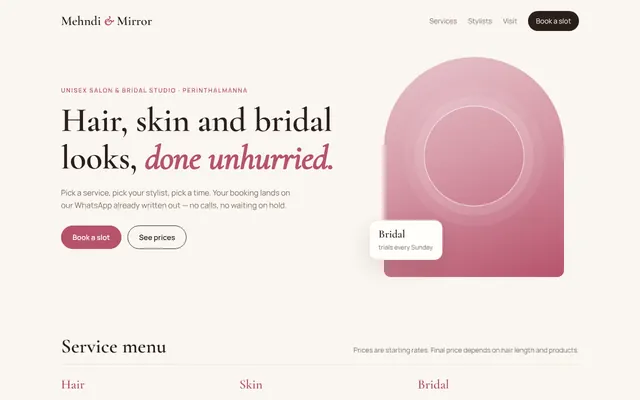 Mehndi & Mirror
Services Stylists Visit Book a slot
UNISEX SALON & BRIDAL STUDIO · PERINTHALMANNA
Hair, skin and bridal
looks, done unhurried.
Pick a service, pick your stylist, pick a time. Your booking lands on
our WhatsApp already written out — no calls, no waiting on hold.
Book a slot See prices
Bridal
trials every Sunday
Service menu
Prices are starting rates. Final price depends on hair length and products.
Hair Skin Bridal